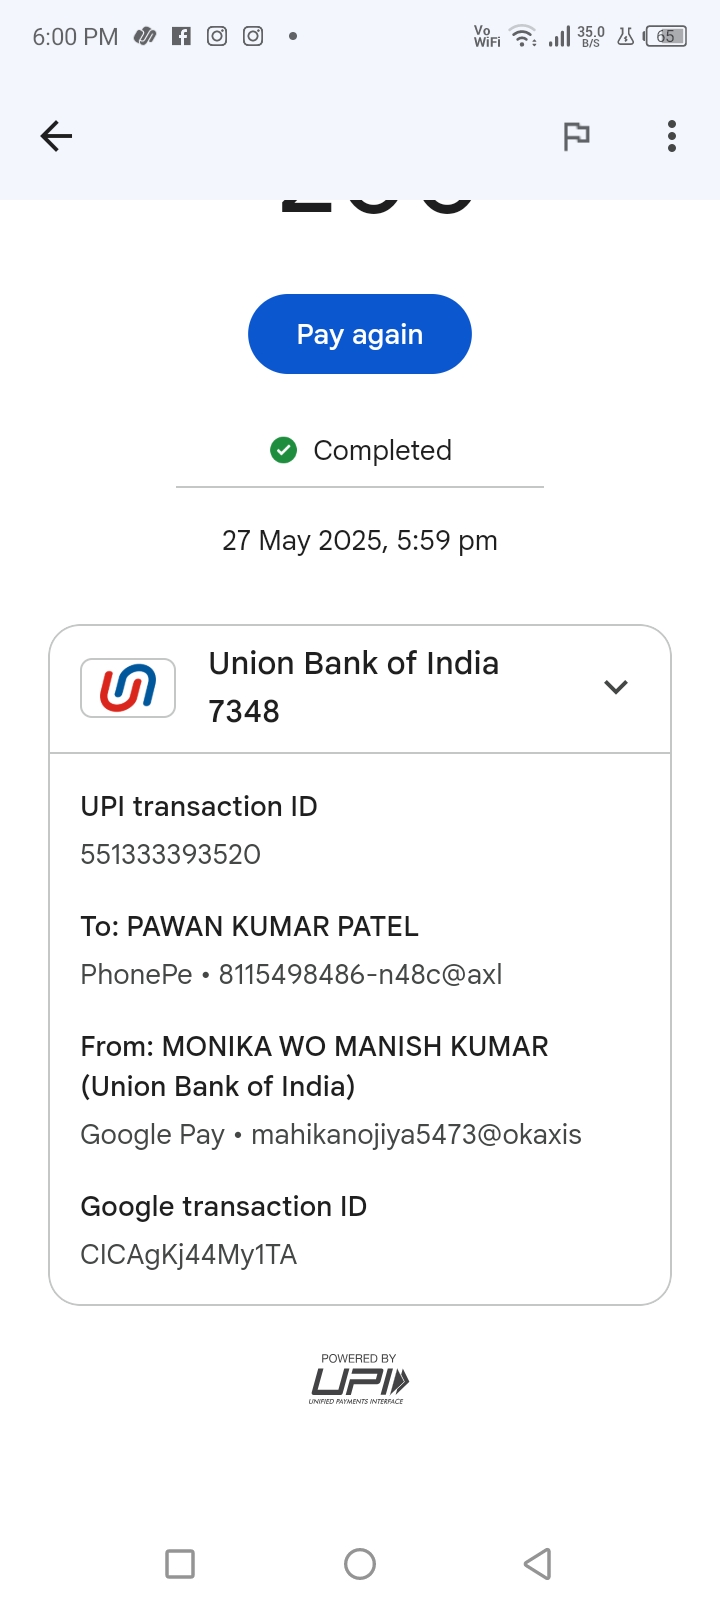 6:00 PM
Vo WiFi 35.0 B/S 65
Pay again
Completed
27 May 2025, 5:59 pm
Union Bank of India
7348
UPI transaction ID
551333393520
To: PAWAN KUMAR PATEL
PhonePe • 8115498486-n48c@axl
From: MONIKA WO MANISH KUMAR
(Union Bank of India)
Google Pay • mahikanojiya5473@okaxis
Google transaction ID
CICAgKj44My1TA
POWERED BY
UPI
UNIFIED PAYMENTS INTERFACE